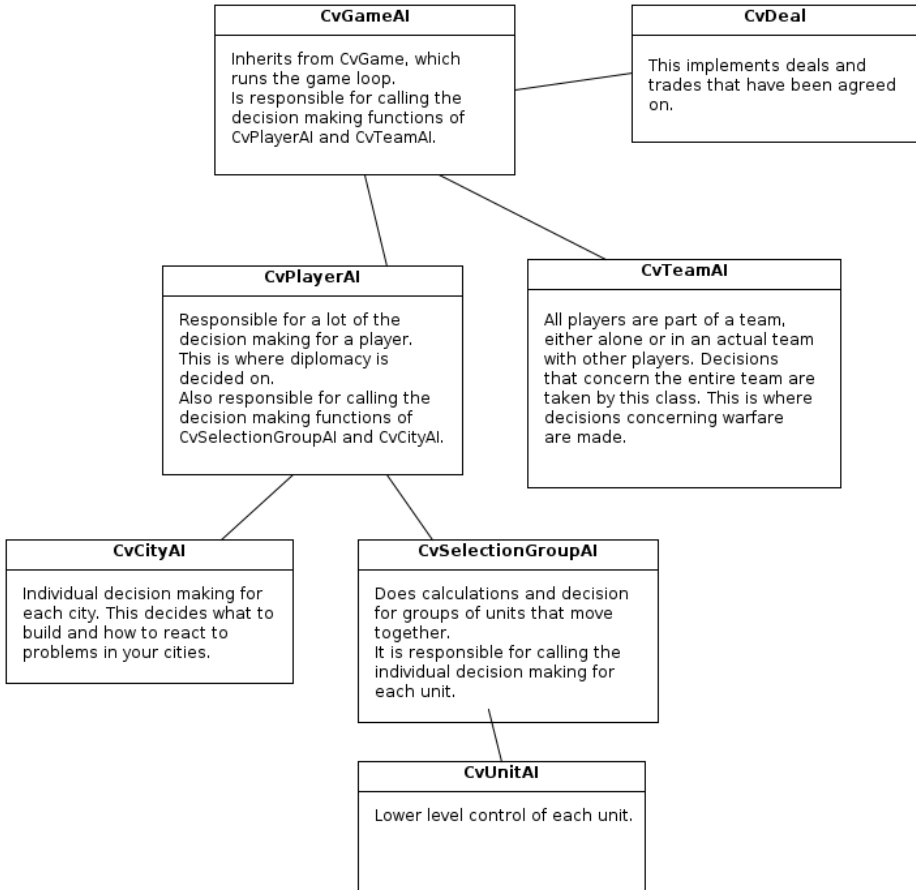 CvGameAI
Inherits from CvGame, which
runs the game loop.
Is responsible for calling the
decision making functions of
CvPlayerAI and CvTeamAI.
CvDeal
This implements deals and
trades that have been agreed
on.
CvPlayerAI
Responsible for a lot of the
decision making for a player.
This is where diplomacy is
decided on.
Also responsible for calling the
decision making functions of
CvSelectionGroupAI and CvCityAI.
CvTeamAI
All players are part of a team,
either alone or in an actual team
with other players. Decisions
that concern the entire team are
taken by this class. This is where
decisions concerning warfare
are made.
CvCityAI
Individual decision making for
each city. This decides what to
build and how to react to
problems in your cities.
CvSelectionGroupAI
Does calculations and decision
for groups of units that move
together.
It is responsible for calling the
individual decision making for
each unit.
CvUnitAI
Lower level control of each unit.